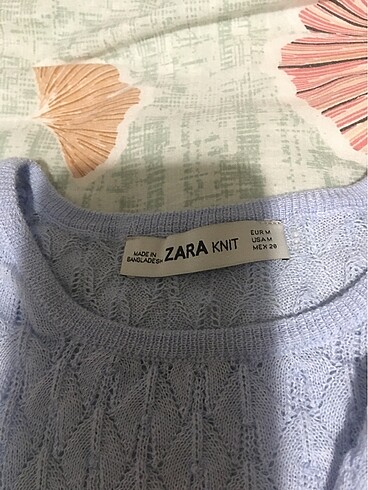 MADE IN
BANGLADESH
ZARA KNIT
EUR M
USA M
MEX 28